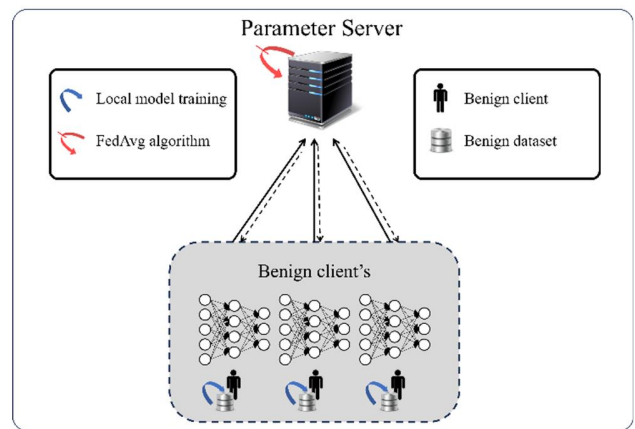 Parameter Server
Local model training
FedAvg algorithm
Benign client
Benign dataset
Benign client's